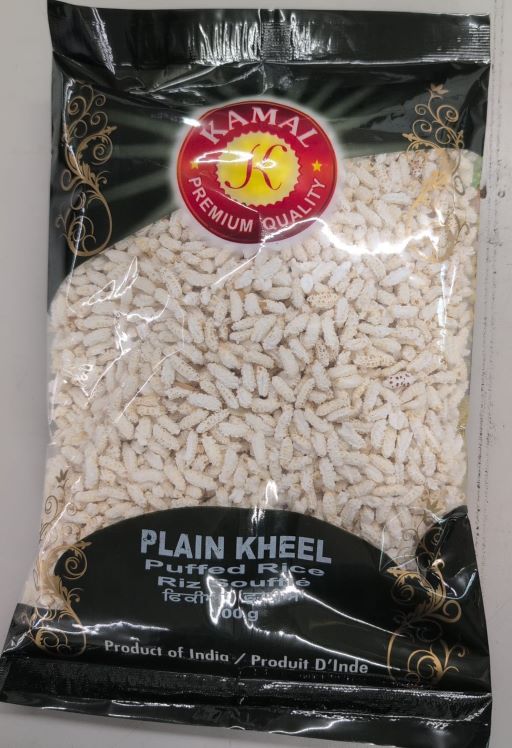 KAMAL
K
PREMIUM QUALITY
PLAIN KHEEL
Puffed Rice
Riz Soufflé
Product of India / Produit D'Inde